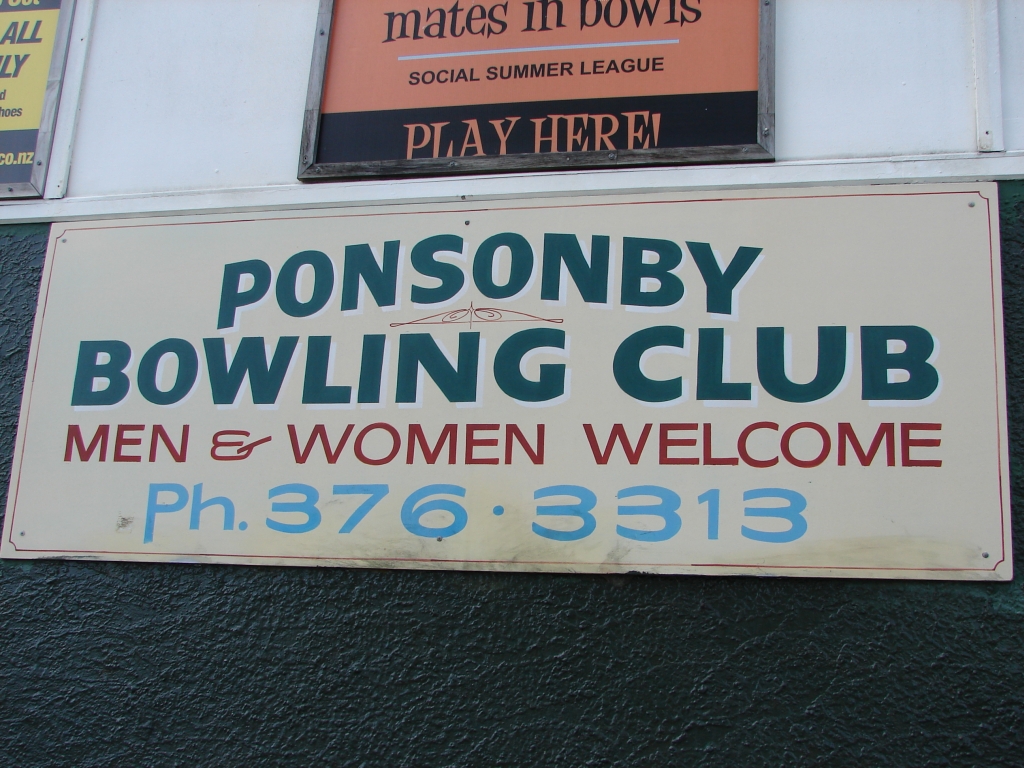 ALL
co.nz
mates in bowls
SOCIAL SUMMER LEAGUE
PLAY HERE!
PONSONBY
BOWLING CLUB
MEN & WOMEN WELCOME
Ph. 376·3313